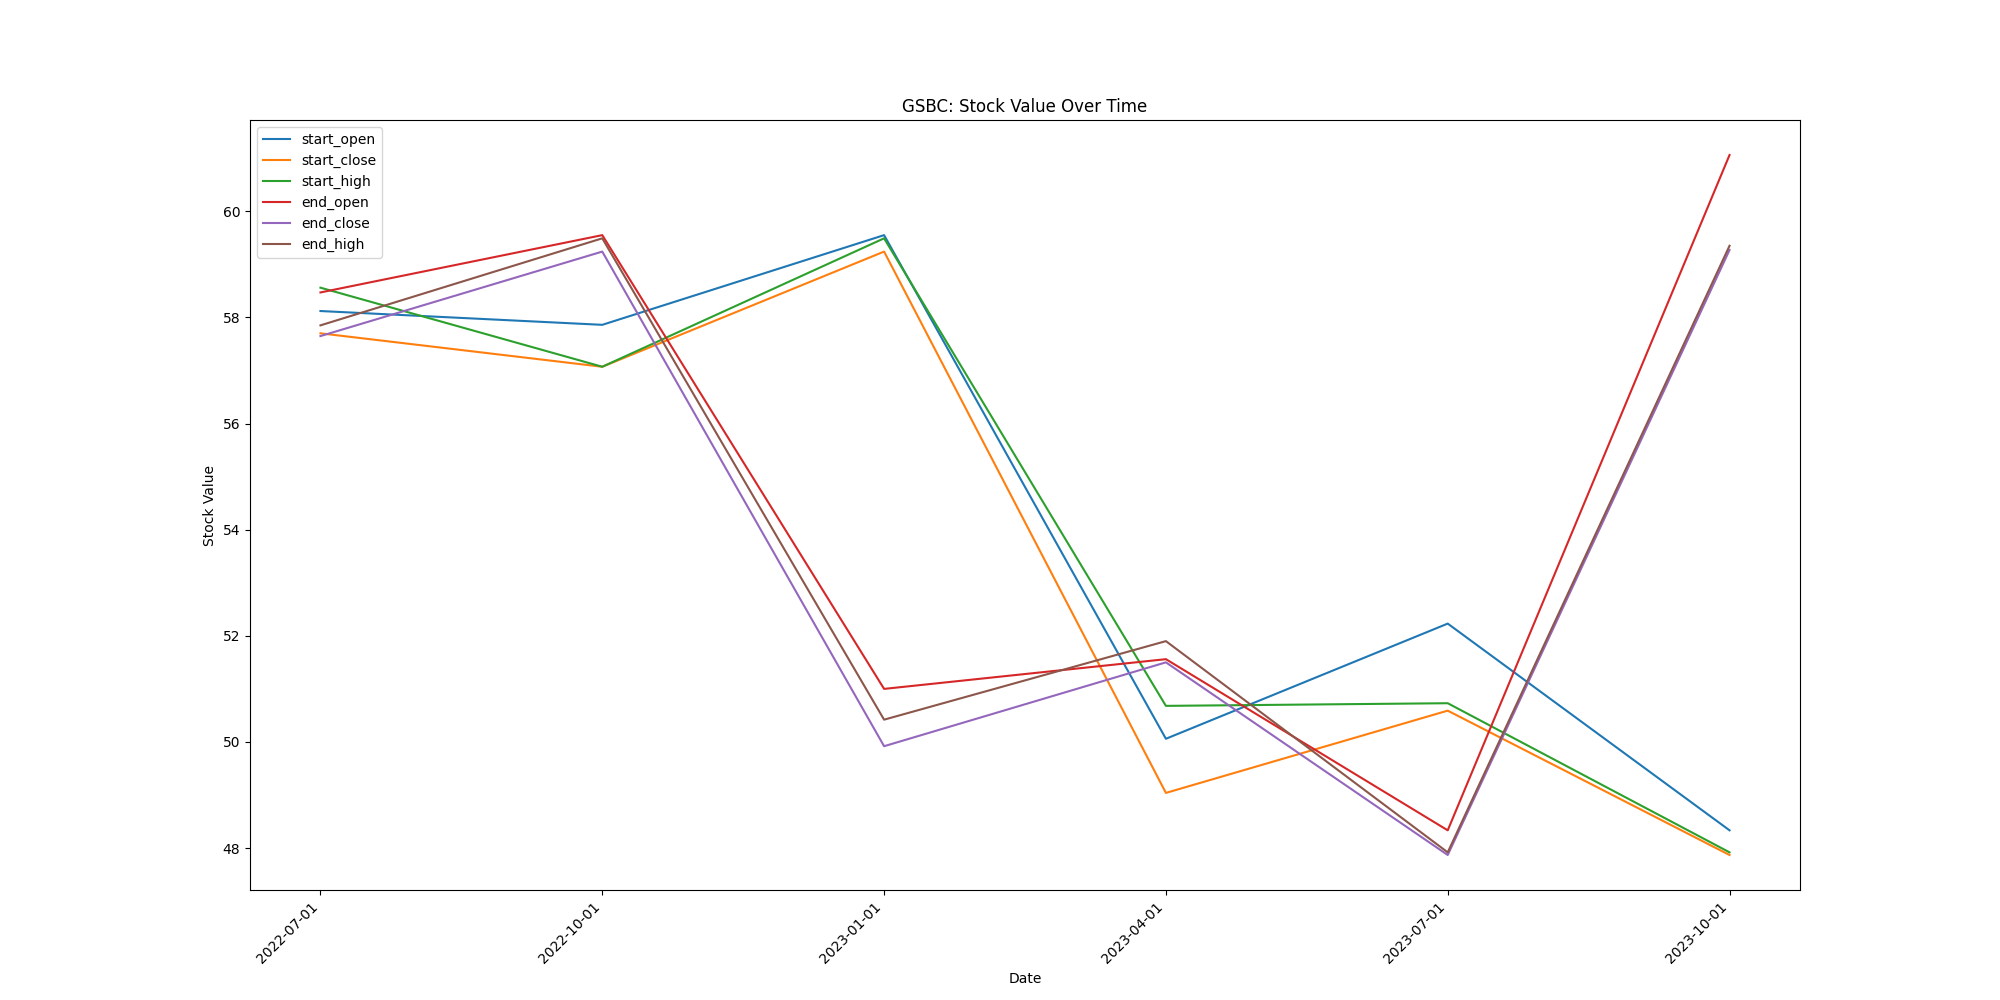 GSBC: Stock Value Over Time
start_open
start_close
start_high
end_open
end_close
end_high
60
58
56
54
52
50
48
Stock Value
2022-07-01
2022-10-01
2023-01-01
2023-04-01
2023-07-01
2023-10-01
Date